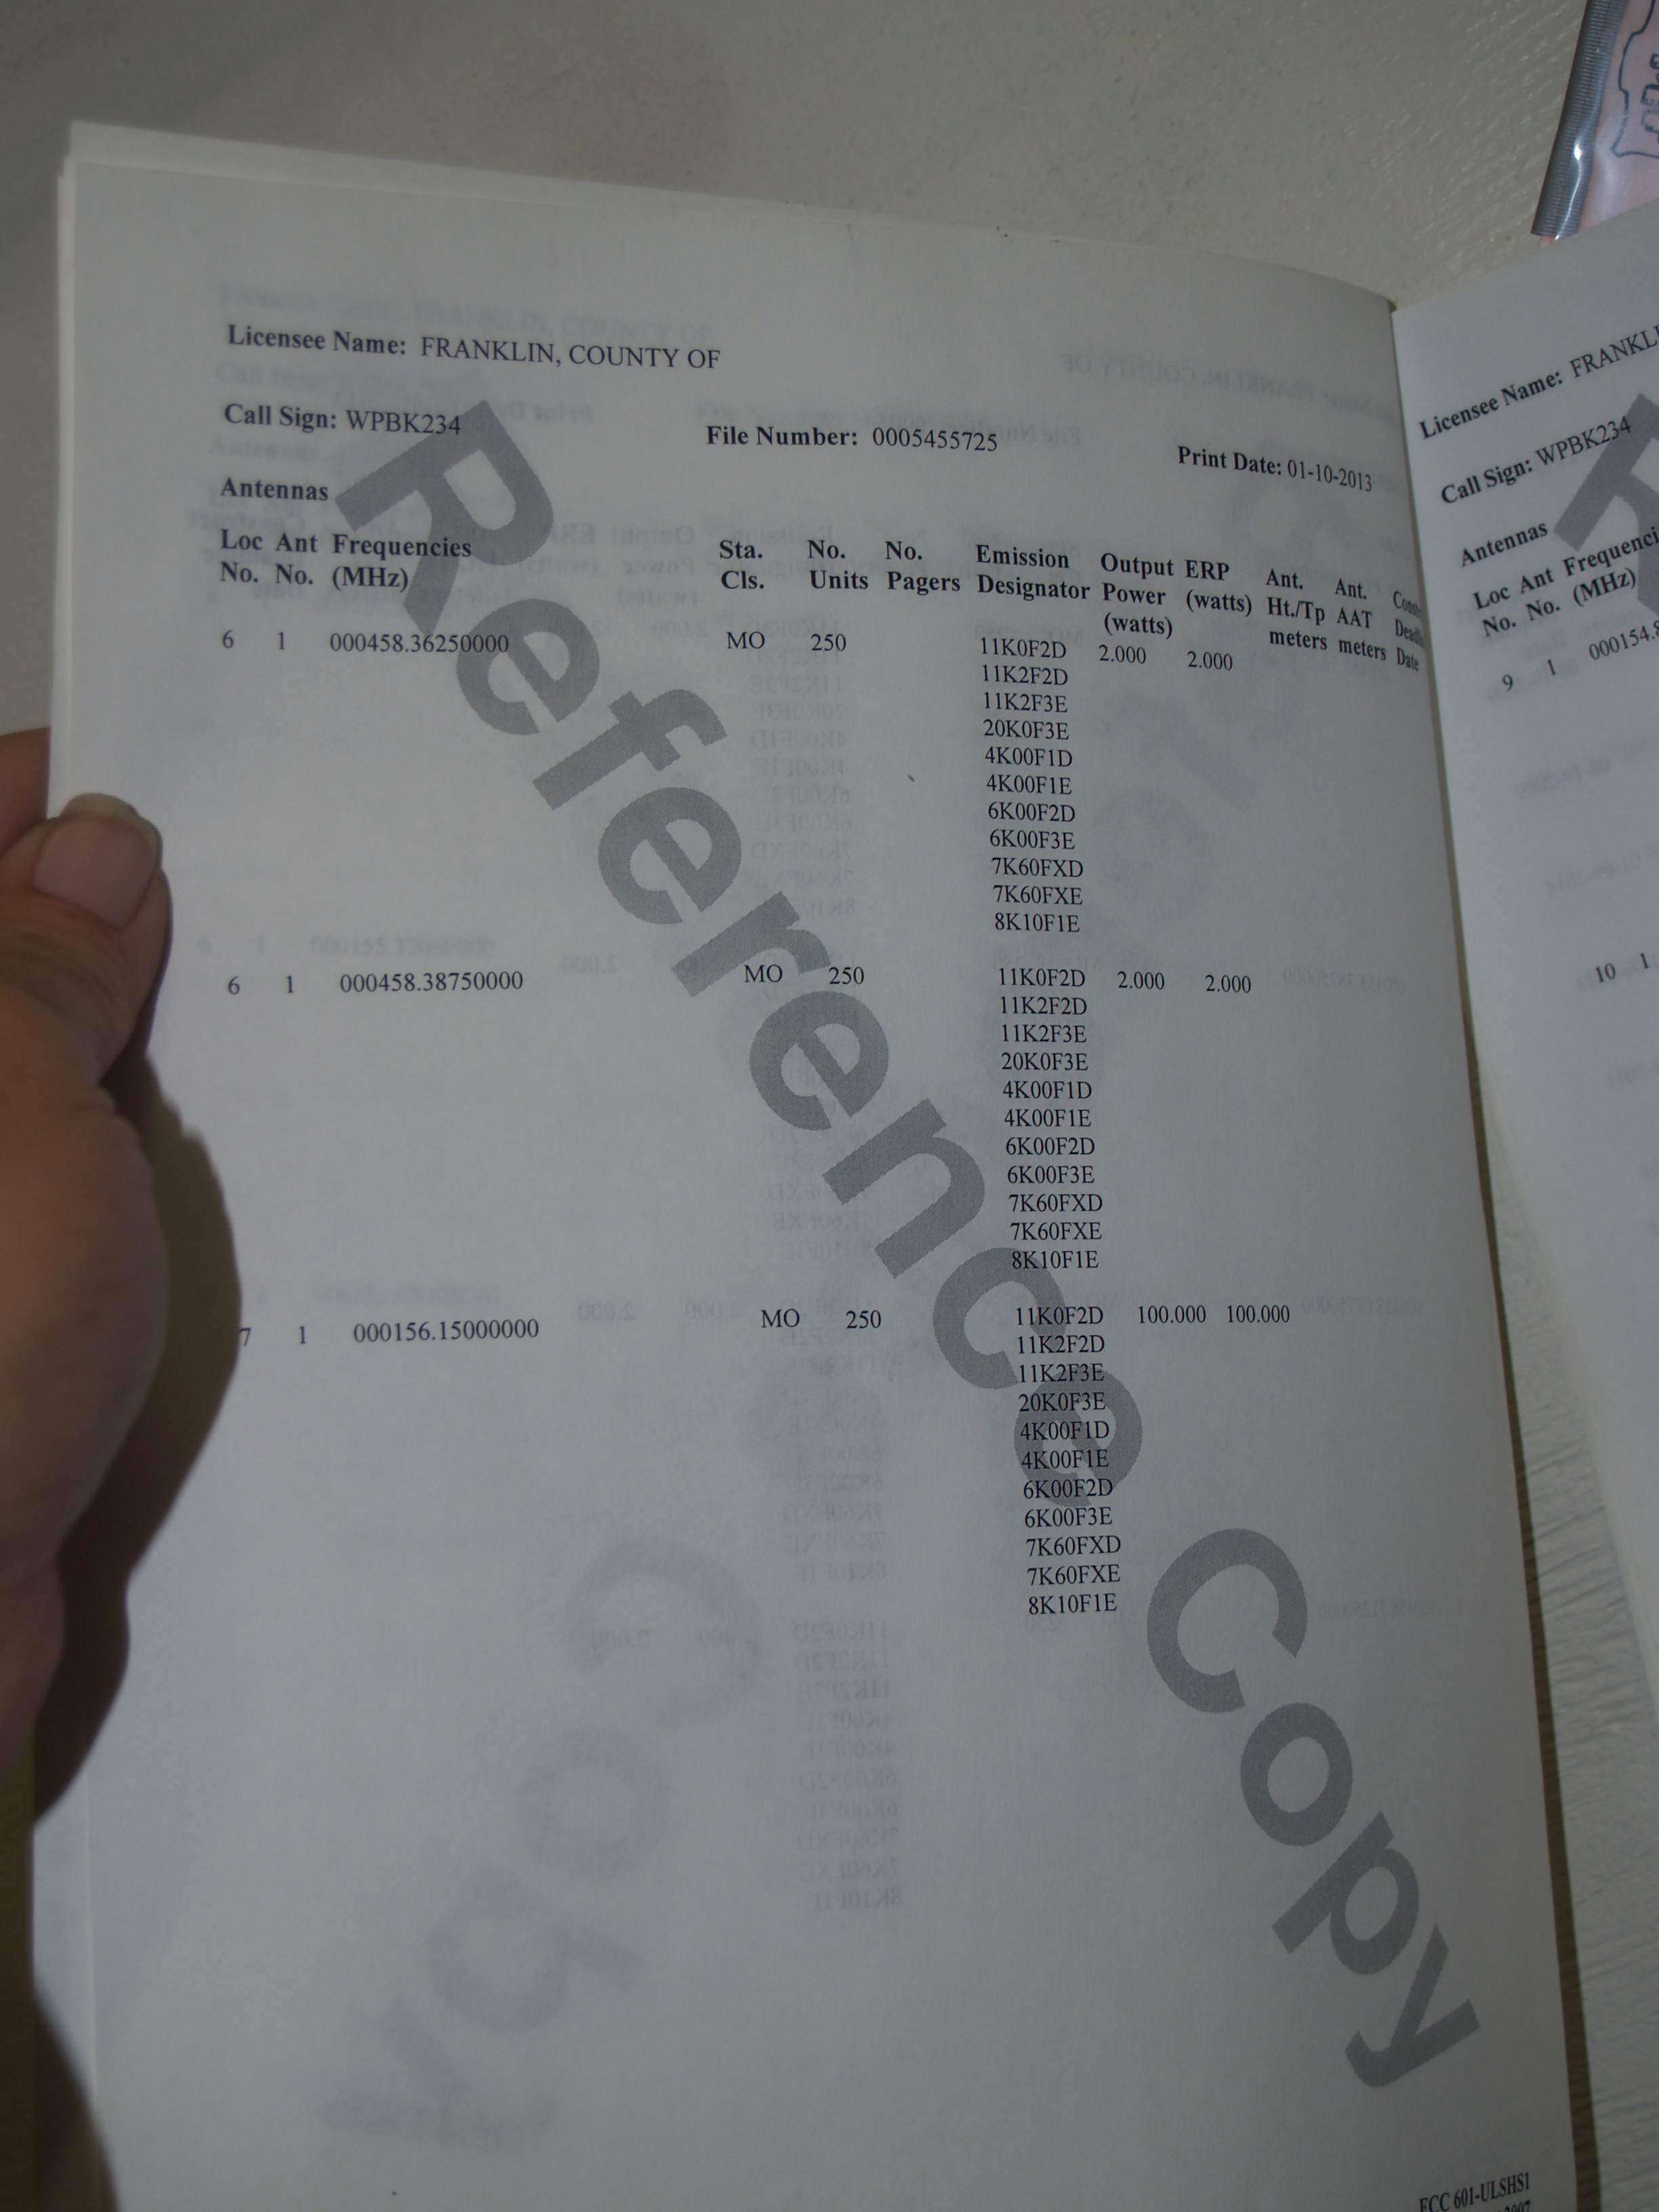 Licensee Name: FRANKLIN, COUNTY OF
Call Sign: WPBK234 File Number: 0005455725 Print Date: 01-10-2013
Antennas
Loc Ant Frequencies Sta. No. No. Emission Output ERP Ant. Ant.
No. No. (MHz) Cls. Units Pagers Designator Power (watts) Ht./Tp AAT
(watts) meters meters Date
6 1 000458.36250000 MO 250 11K0F2D 2.000 2.000
11K2F2D
11K2F3E
20K0F3E
4K00F1D
4K00F1E
6K00F2D
6K00F3E
7K60FXD
7K60FXE
8K10F1E
6 1 000458.38750000 MO 250 11K0F2D 2.000 2.000
11K2F2D
11K2F3E
20K0F3E
4K00F1D
4K00F1E
6K00F2D
6K00F3E
7K60FXD
7K60FXE
8K10F1E
7 1 000156.15000000 MO 250 11K0F2D 100.000 100.000
11K2F2D
11K2F3E
20K0F3E
4K00F1D
4K00F1E
6K00F2D
6K00F3E
7K60FXD
7K60FXE
8K10F1E
Reference Copy
FCC 601-ULSHS1
2007
Licensee Name:
Call Sign: WPBK234
Antennas
Loc Ant
No. No. (MHz)
9 1
10 1